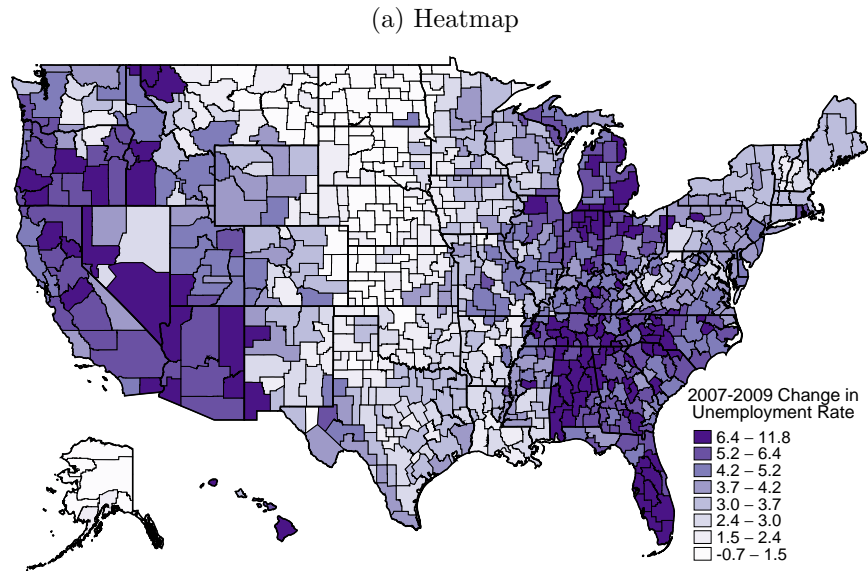 (a) Heatmap
2007-2009 Change in
Unemployment Rate
6.4 – 11.8
5.2 – 6.4
4.2 – 5.2
3.7 – 4.2
3.0 – 3.7
2.4 – 3.0
1.5 – 2.4
-0.7 – 1.5